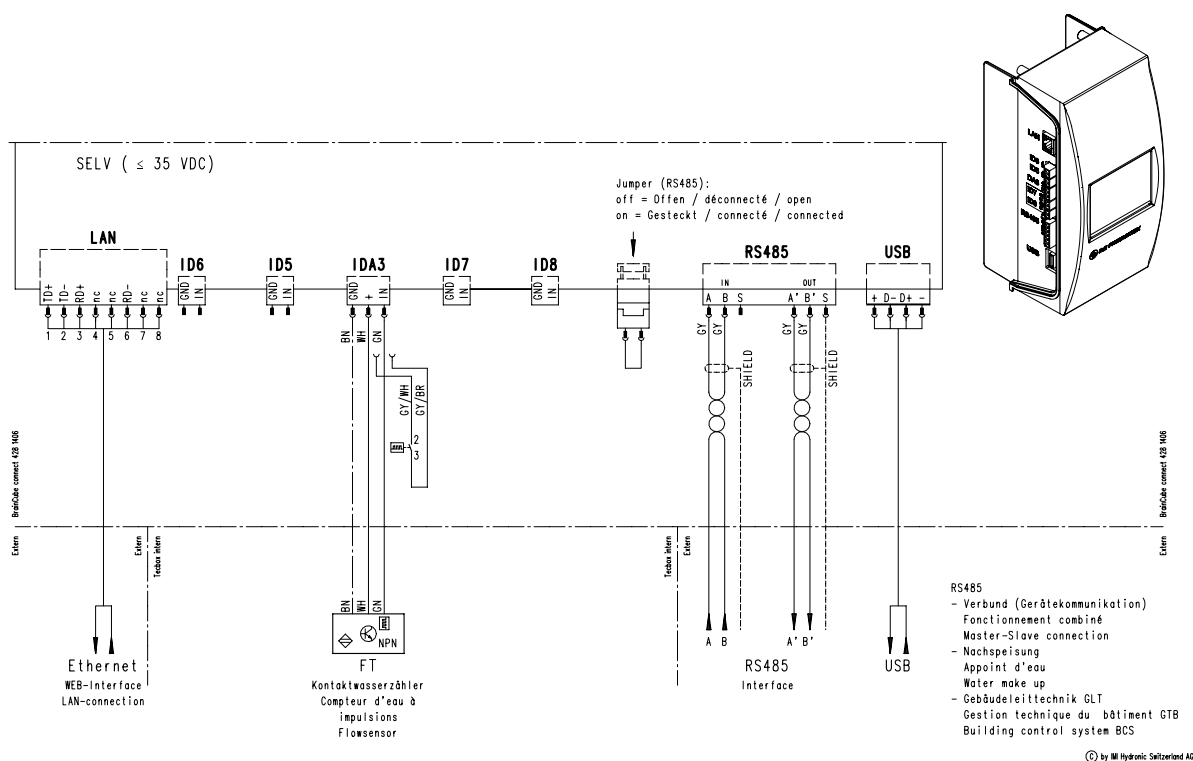 SELV ( ≤ 35 VDC)
Jumper (RS485):
off = Offen / déconnecté / open
on = Gesteckt / connecté / connected
LAN
ID6
ID5
IDA3
ID7
ID8
RS485
USB
TD+
TD-
RD+
nc
nc
RD-
nc
nc
GND
IN
GND
IN
GND
+
IN
GND
IN
GND
IN
IN
OUT
A B S
A' B' S
+ D- D+ -
1 2 3 4 5 6 7 8
BN
WH
GN
GY
GY
GY
GY
SHIELD
SHIELD
GY/WH
GY/BR
2
3
BrainCube connect 428 1406
Extern
Extern
Tecbox intern
Tecbox intern
Extern
BrainCube connect 428 1406
Extern
BN
WH
GN
NPN
A B
A' B'
Ethernet
WEB-Interface
LAN-connection
FT
Kontaktwasserzähler
Compteur d'eau à
impulsions
Flowsensor
RS485
Interface
USB
RS485
- Verbund (Gerätekommunikation)
Fonctionnement combiné
Master-Slave connection
- Nachspeisung
Appoint d'eau
Water make up
- Gebäudeleittechnik GLT
Gestion technique du bâtiment GTB
Building control system BCS
(C) by IMI Hydronic Switzerland AG
LAN
RS485
USB